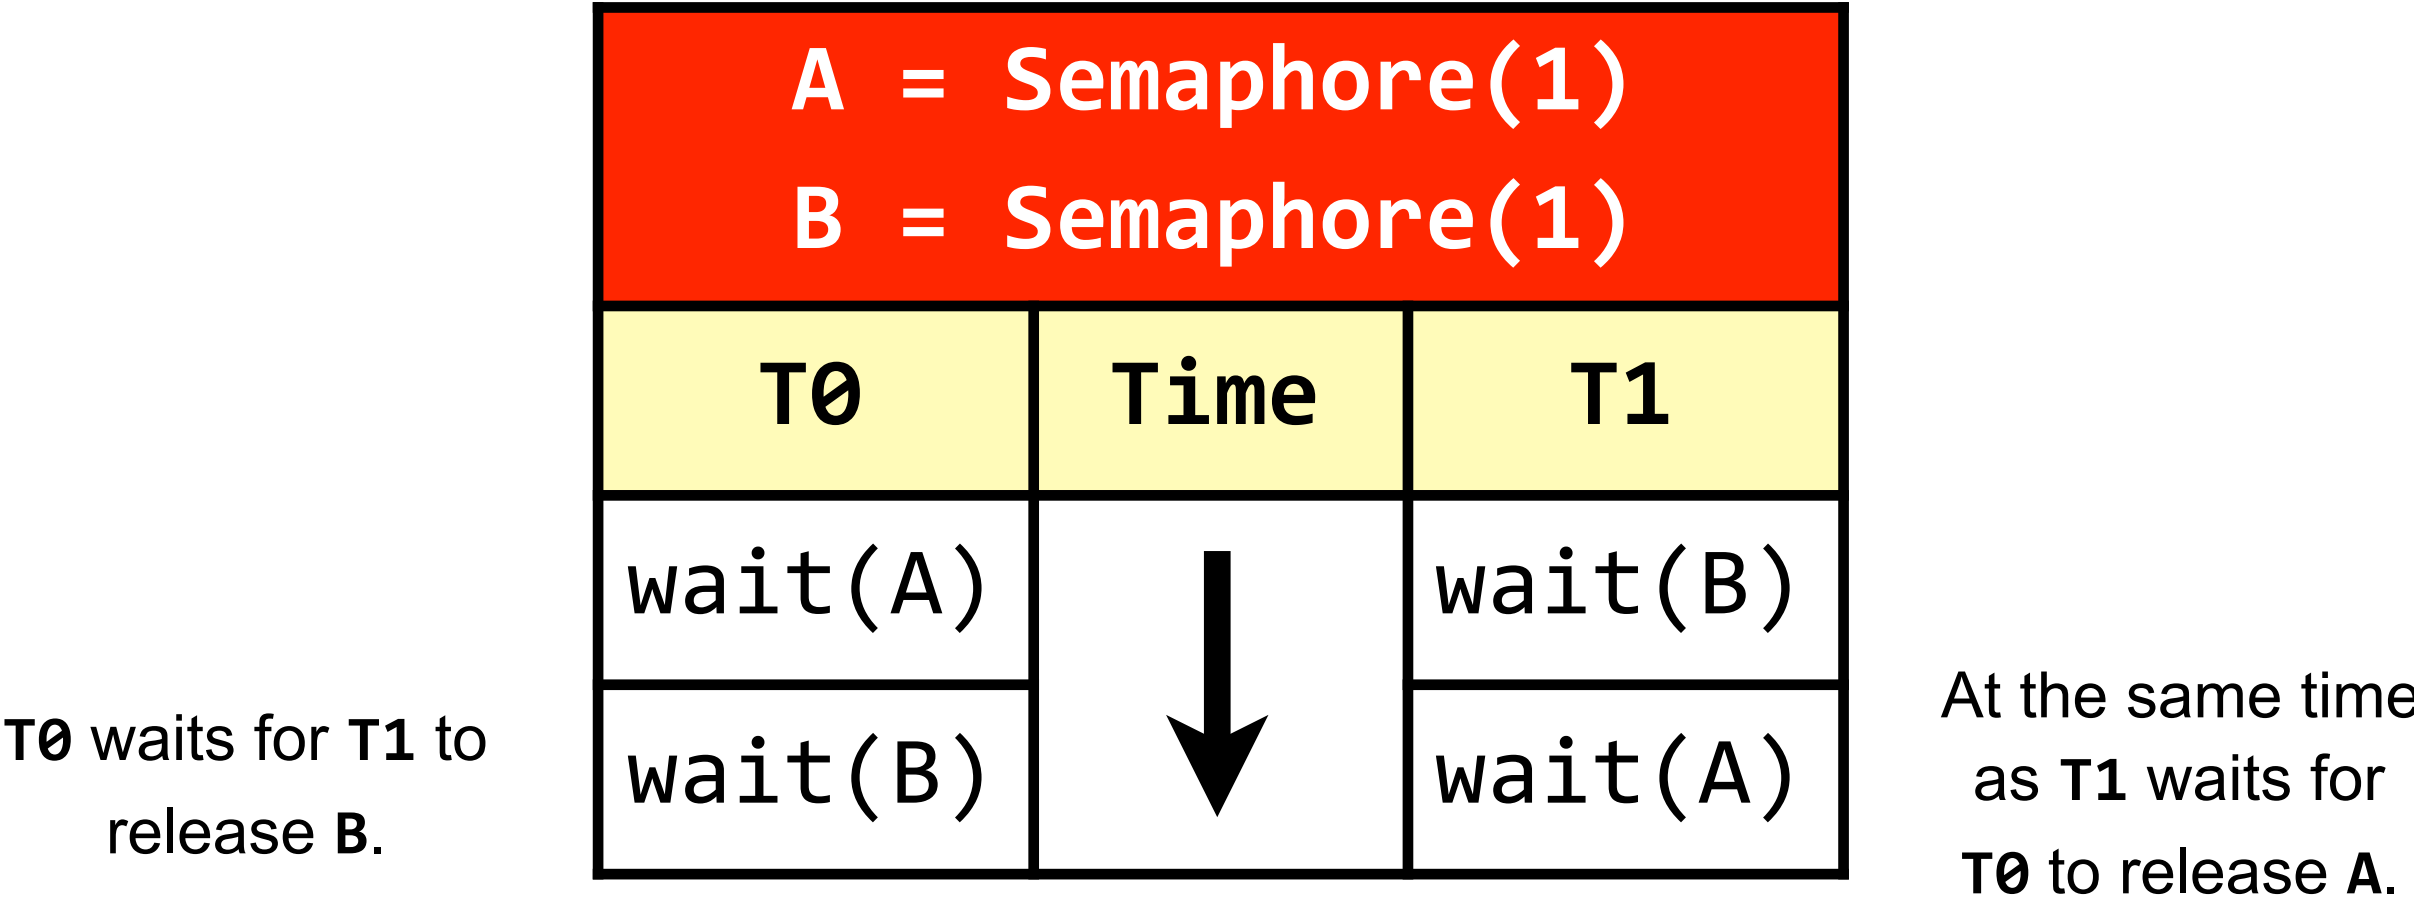 A = Semaphore(1)
B = Semaphore(1)
T0 Time T1
wait(A) wait(B)
wait(B) wait(A)
T0 waits for T1 to
release B.
At the same time
as T1 waits for
T0 to release A.